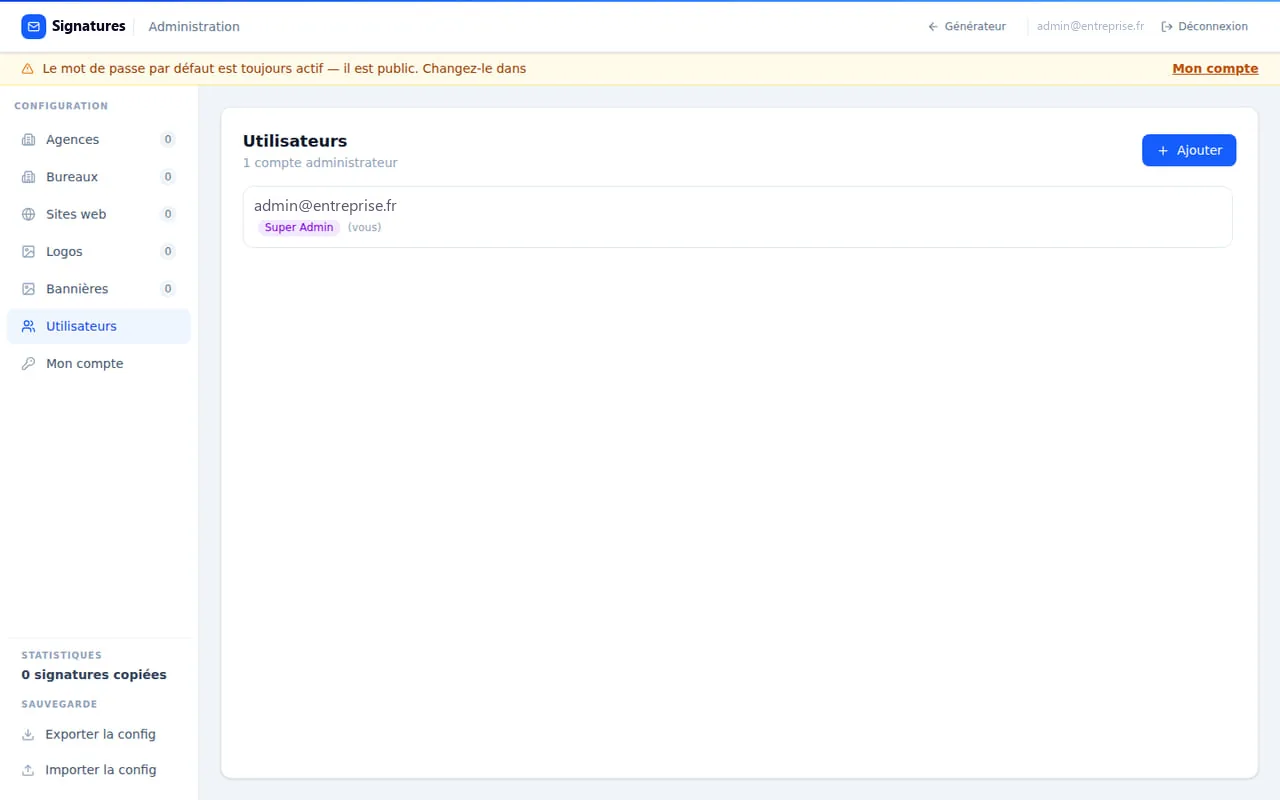 Signatures
Administration
Générateur
admin@entreprise.fr
Déconnexion
Le mot de passe par défaut est toujours actif — il est public. Changez-le dans
Mon compte
CONFIGURATION
Agences 0
Bureaux 0
Sites web 0
Logos 0
Bannières 0
Utilisateurs
Mon compte
STATISTIQUES
0 signatures copiées
SAUVEGARDE
Exporter la config
Importer la config
Utilisateurs
1 compte administrateur
Ajouter
admin@entreprise.fr
Super Admin (vous)